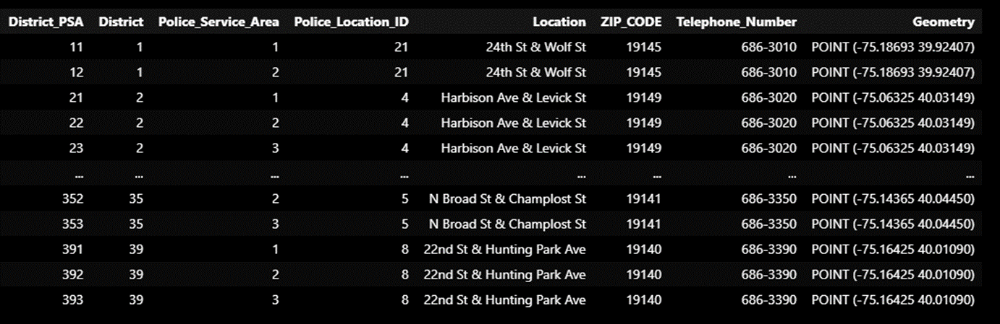 District_PSA District Police_Service_Area Police_Location_ID Location ZIP_CODE Telephone_Number Geometry
11 1 1 21 24th St & Wolf St 19145 686-3010 POINT (-75.18693 39.92407)
12 1 2 21 24th St & Wolf St 19145 686-3010 POINT (-75.18693 39.92407)
21 2 1 4 Harbison Ave & Levick St 19149 686-3020 POINT (-75.06325 40.03149)
22 2 2 4 Harbison Ave & Levick St 19149 686-3020 POINT (-75.06325 40.03149)
23 2 3 4 Harbison Ave & Levick St 19149 686-3020 POINT (-75.06325 40.03149)
... ... ... ... ... ... ... ...
352 35 2 5 N Broad St & Champlost St 19141 686-3350 POINT (-75.14365 40.04450)
353 35 3 5 N Broad St & Champlost St 19141 686-3350 POINT (-75.14365 40.04450)
391 39 1 8 22nd St & Hunting Park Ave 19140 686-3390 POINT (-75.16425 40.01090)
392 39 2 8 22nd St & Hunting Park Ave 19140 686-3390 POINT (-75.16425 40.01090)
393 39 3 8 22nd St & Hunting Park Ave 19140 686-3390 POINT (-75.16425 40.01090)